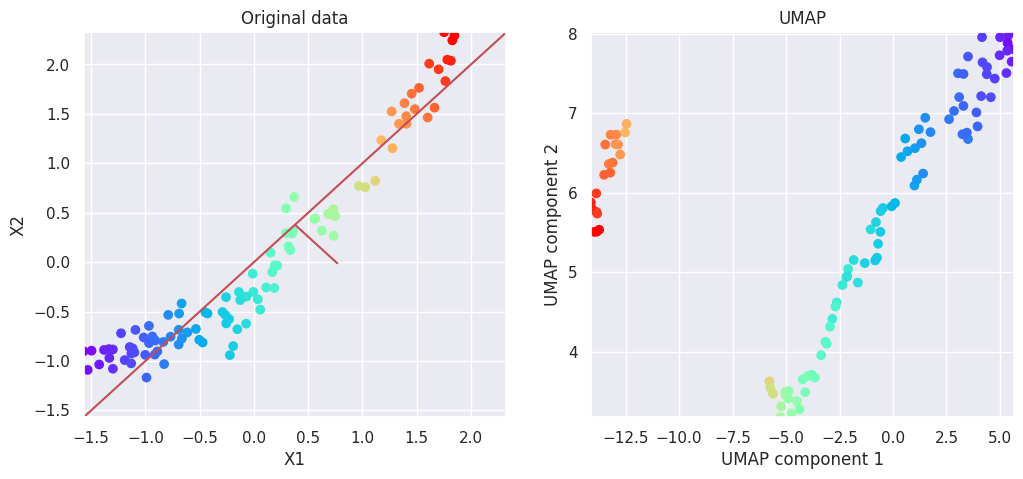 Original data
X2
2.0
1.5
1.0
0.5
0.0
−0.5
−1.0
−1.5
−1.5 −1.0 −0.5 0.0 0.5 1.0 1.5 2.0
X1
UMAP
UMAP component 2
8
7
6
5
4
−12.5 −10.0 −7.5 −5.0 −2.5 0.0 2.5 5.0
UMAP component 1